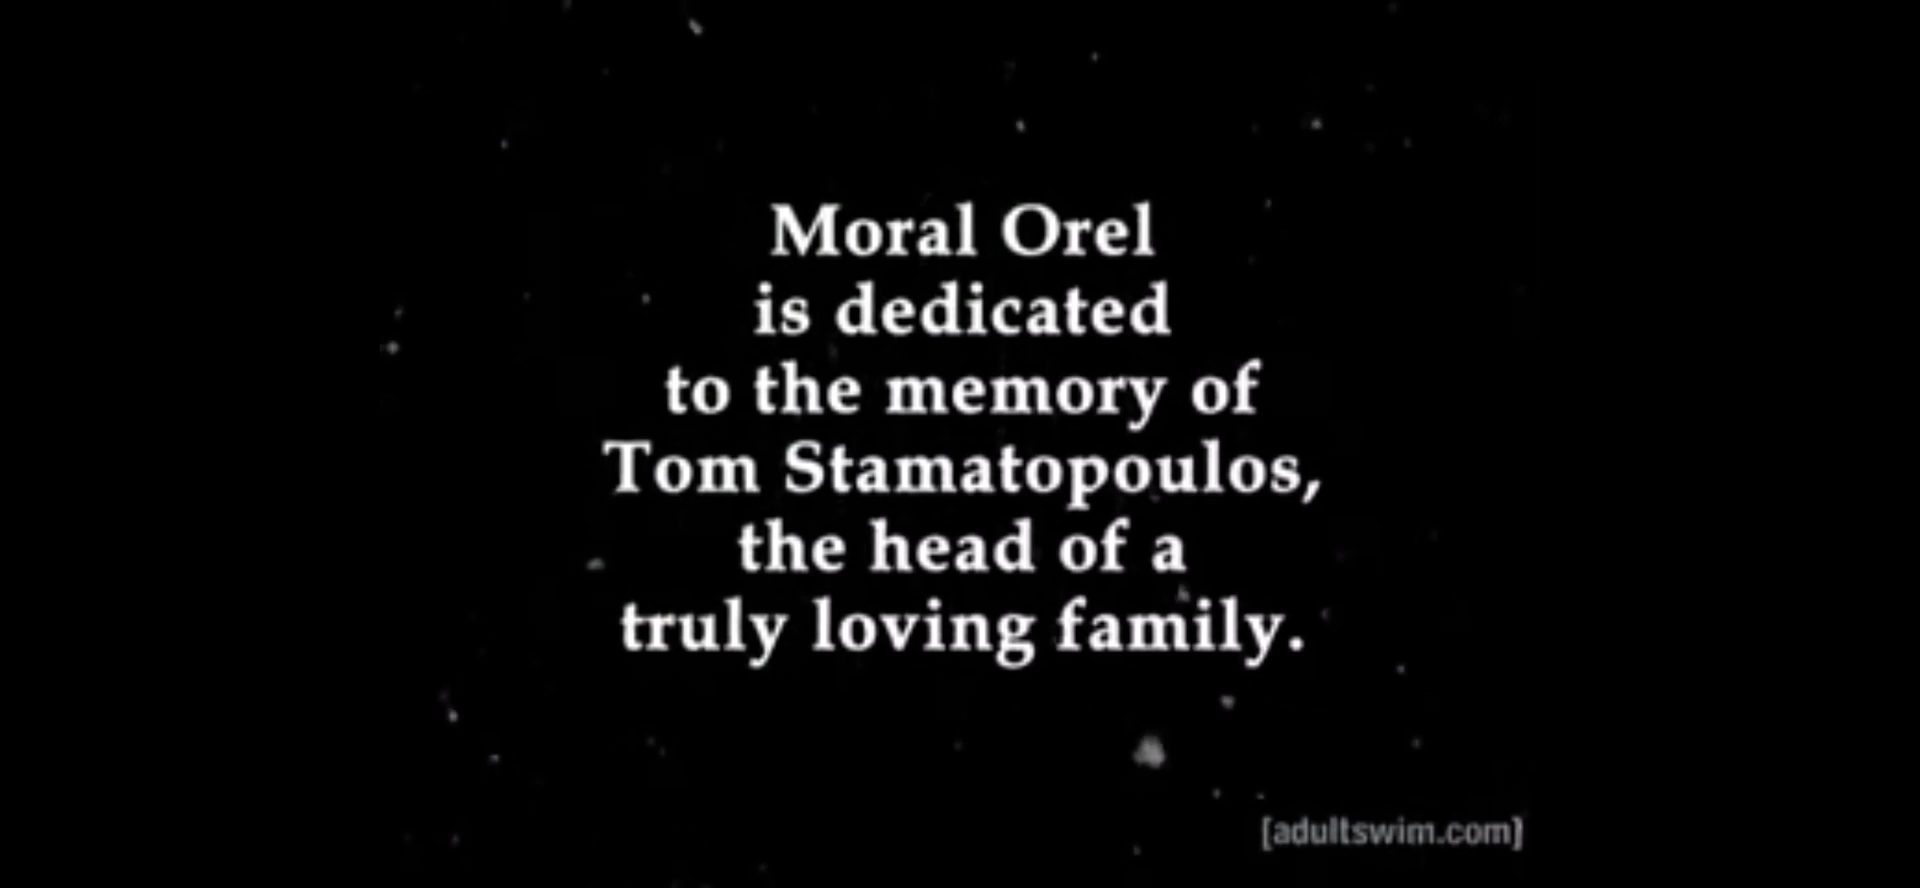 Moral Orel
is dedicated
to the memory of
Tom Stamatopoulos,
the head of a
truly loving family.
[adultswim.com]